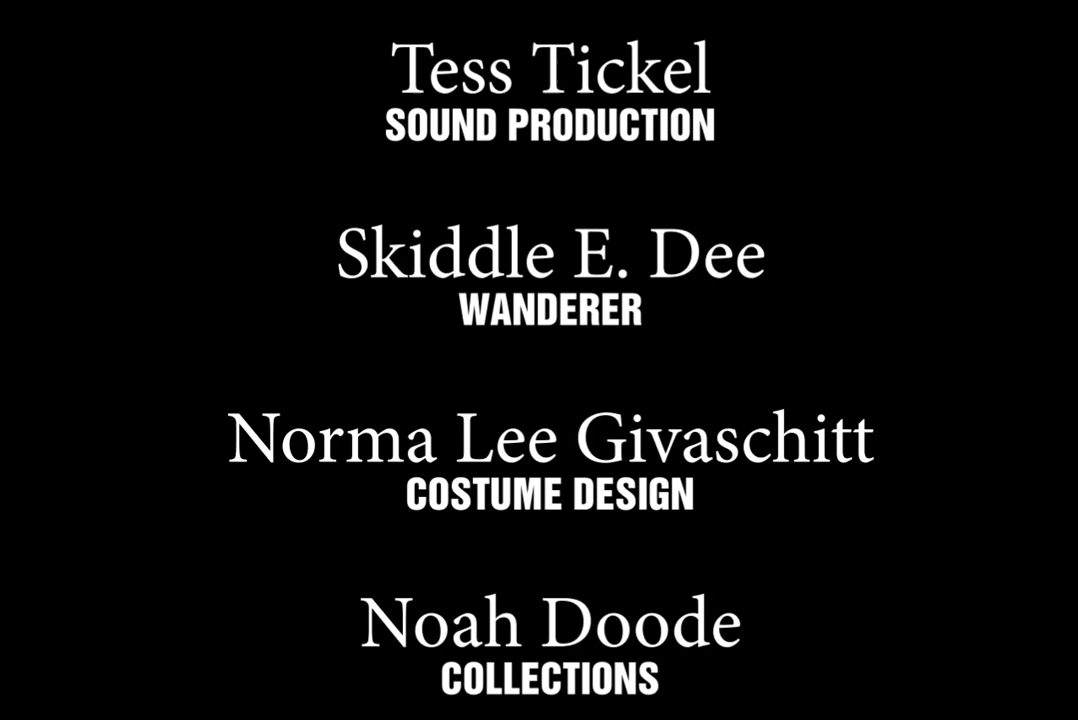 Tess Tickel
SOUND PRODUCTION
Skiddle E. Dee
WANDERER
Norma Lee Givaschitt
COSTUME DESIGN
Noah Doode
COLLECTIONS